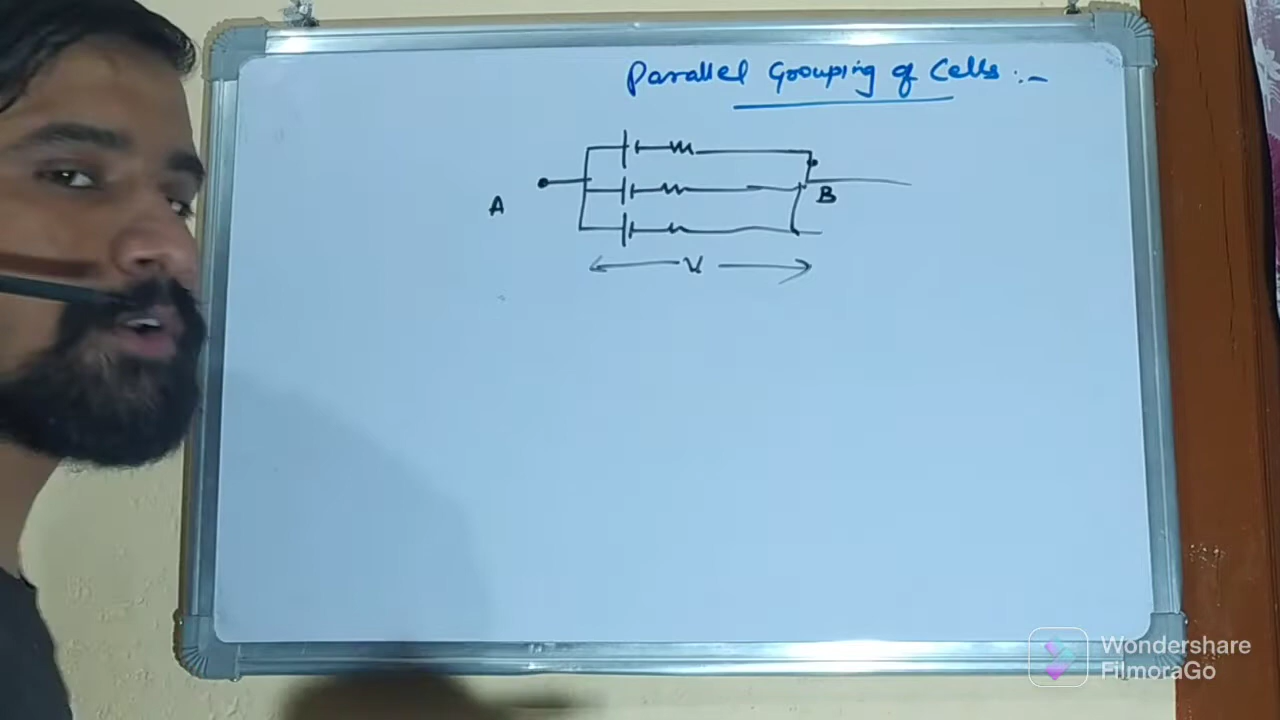 Parallel Grouping of Cells :-
A
B
V
Wondershare
FilmoraGo